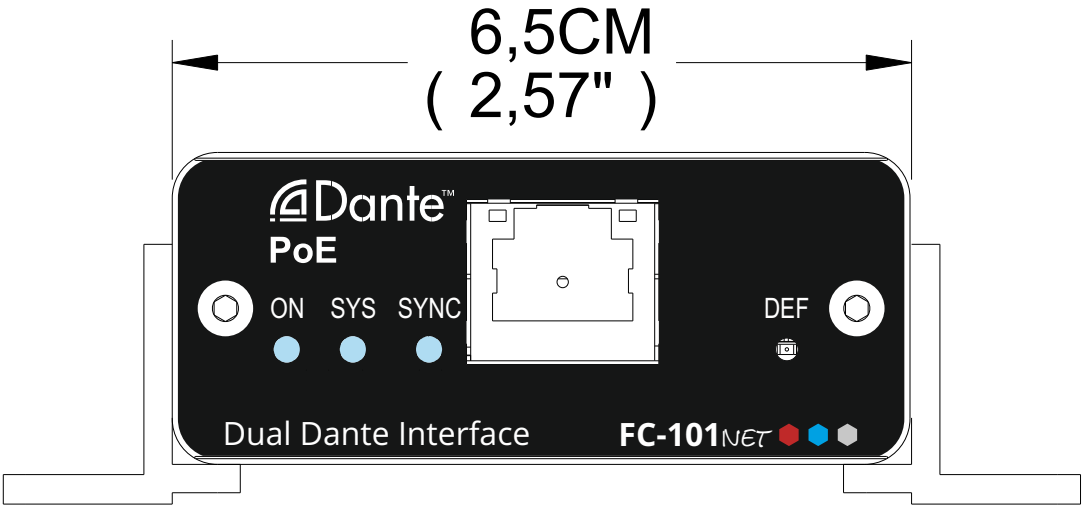 6,5CM
( 2,57" )
Dante™
PoE
ON SYS SYNC
DEF
Dual Dante Interface
FC-101NET